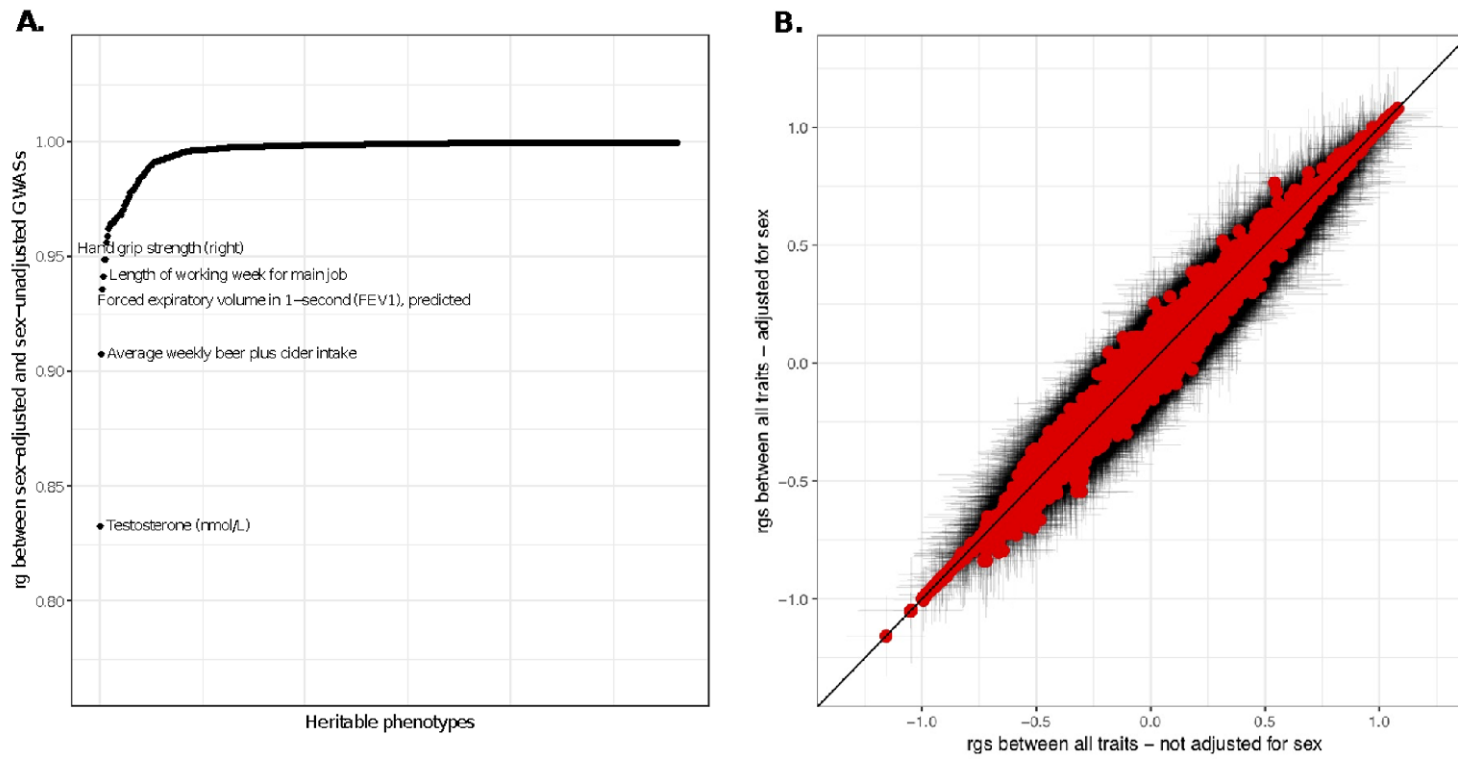 A.
rg between sex-adjusted and sex-unadjusted GWASs
1.00
0.95
0.90
0.85
0.80
Hand grip strength (right)
Length of working week for main job
Forced expiratory volume in 1-second (FEV1), predicted
Average weekly beer plus cider intake
Testosterone (nmol/L)
Heritable phenotypes
B.
rgs between all traits – adjusted for sex
1.0
0.5
0.0
−0.5
−1.0
−1.0 −0.5 0.0 0.5 1.0
rgs between all traits – not adjusted for sex